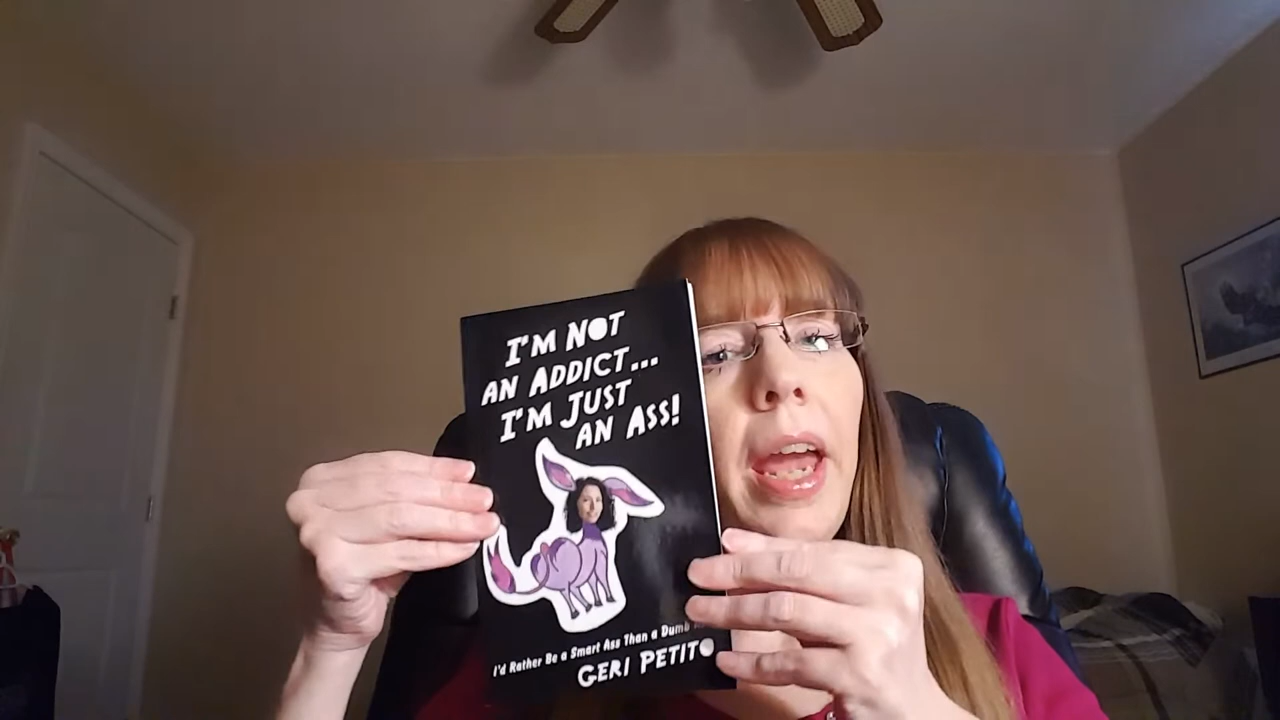 I'M NOT
AN ADDICT...
I'M JUST
AN ASS!
I'd Rather Be a Smart Ass Than a Dumb
GERI PETITO